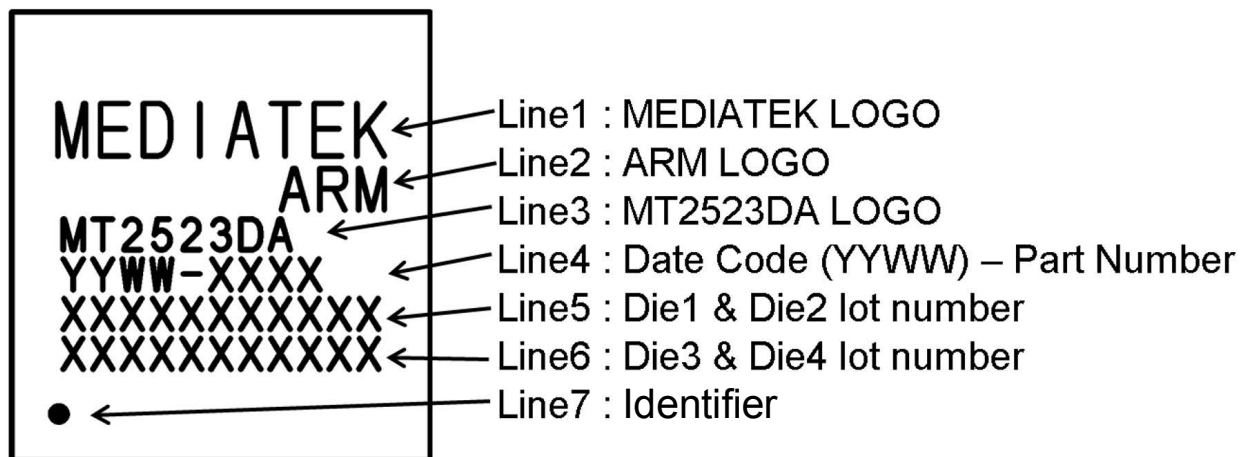 MEDIATEK
ARM
MT2523DA
YYWW-XXXX
XXXXXXXXXXX
XXXXXXXXXXX
Line1 : MEDIATEK LOGO
Line2 : ARM LOGO
Line3 : MT2523DA LOGO
Line4 : Date Code (YYWW) – Part Number
Line5 : Die1 & Die2 lot number
Line6 : Die3 & Die4 lot number
Line7 : Identifier